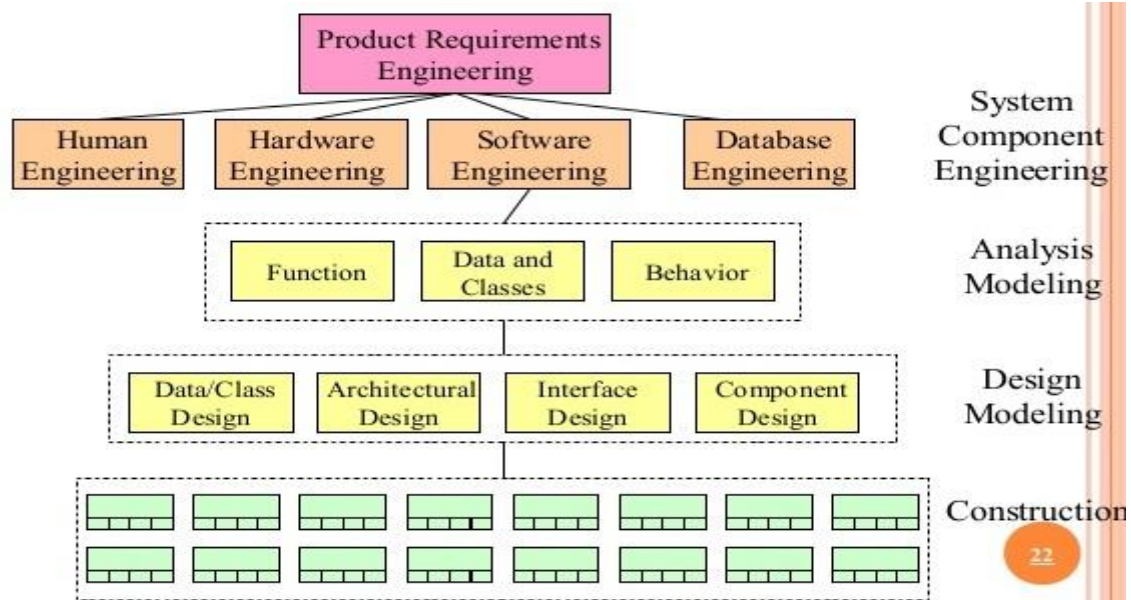 Product Requirements
Engineering
Human
Engineering
Hardware
Engineering
Software
Engineering
Database
Engineering
System
Component
Engineering
Function
Data and
Classes
Behavior
Analysis
Modeling
Data/Class
Design
Architectural
Design
Interface
Design
Component
Design
Design
Modeling
Construction
22